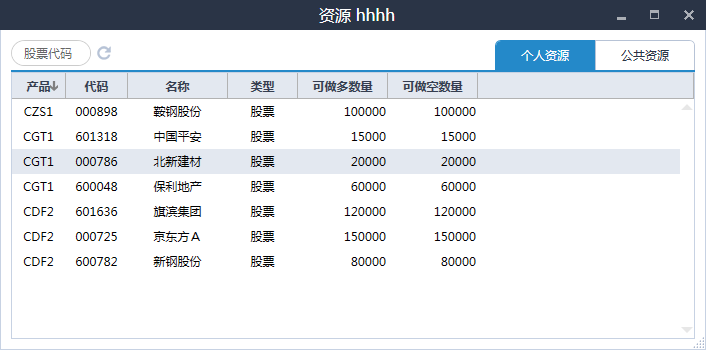 资源 hhhh
股票代码 个人资源 公共资源
产品 代码 名称 类型 可做多数量 可做空数量
CZS1 000898 鞍钢股份 股票 100000 100000
CGT1 601318 中国平安 股票 15000 15000
CGT1 000786 北新建材 股票 20000 20000
CGT1 600048 保利地产 股票 60000 60000
CDF2 601636 旗滨集团 股票 120000 120000
CDF2 000725 京东方A 股票 150000 150000
CDF2 600782 新钢股份 股票 80000 80000